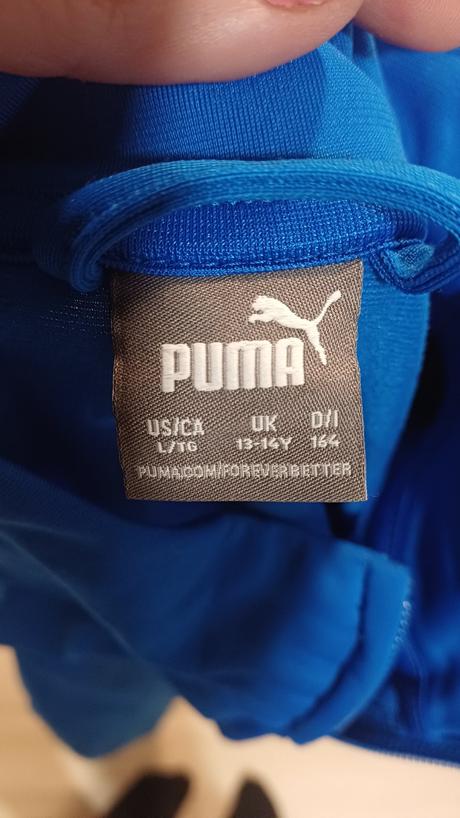 PUMA
US/CA UK D/I
L/TG 13-14Y 164
PUMA.COM/FOREVERBETTER